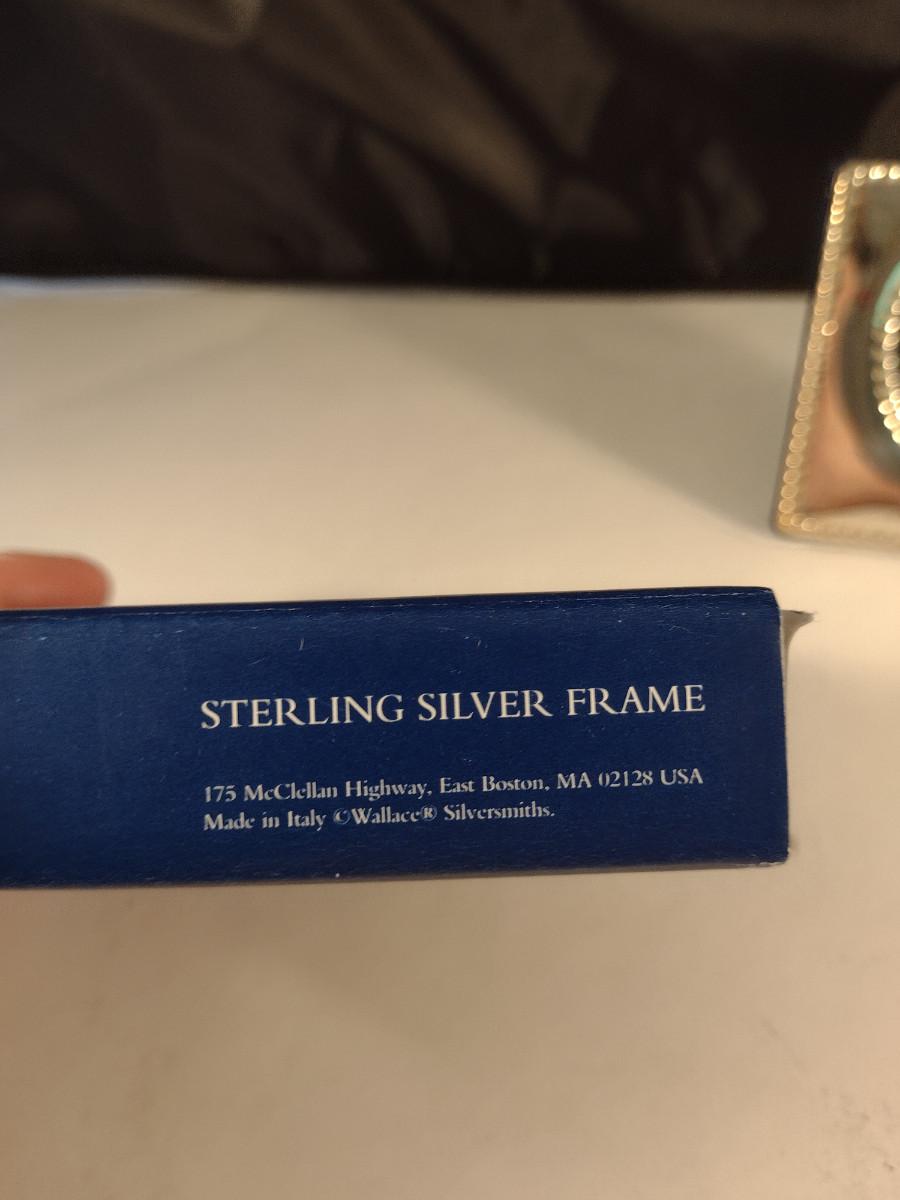 STERLING SILVER FRAME
175 McClellan Highway, East Boston, MA 02128 USA
Made in Italy ©Wallace® Silversmiths.